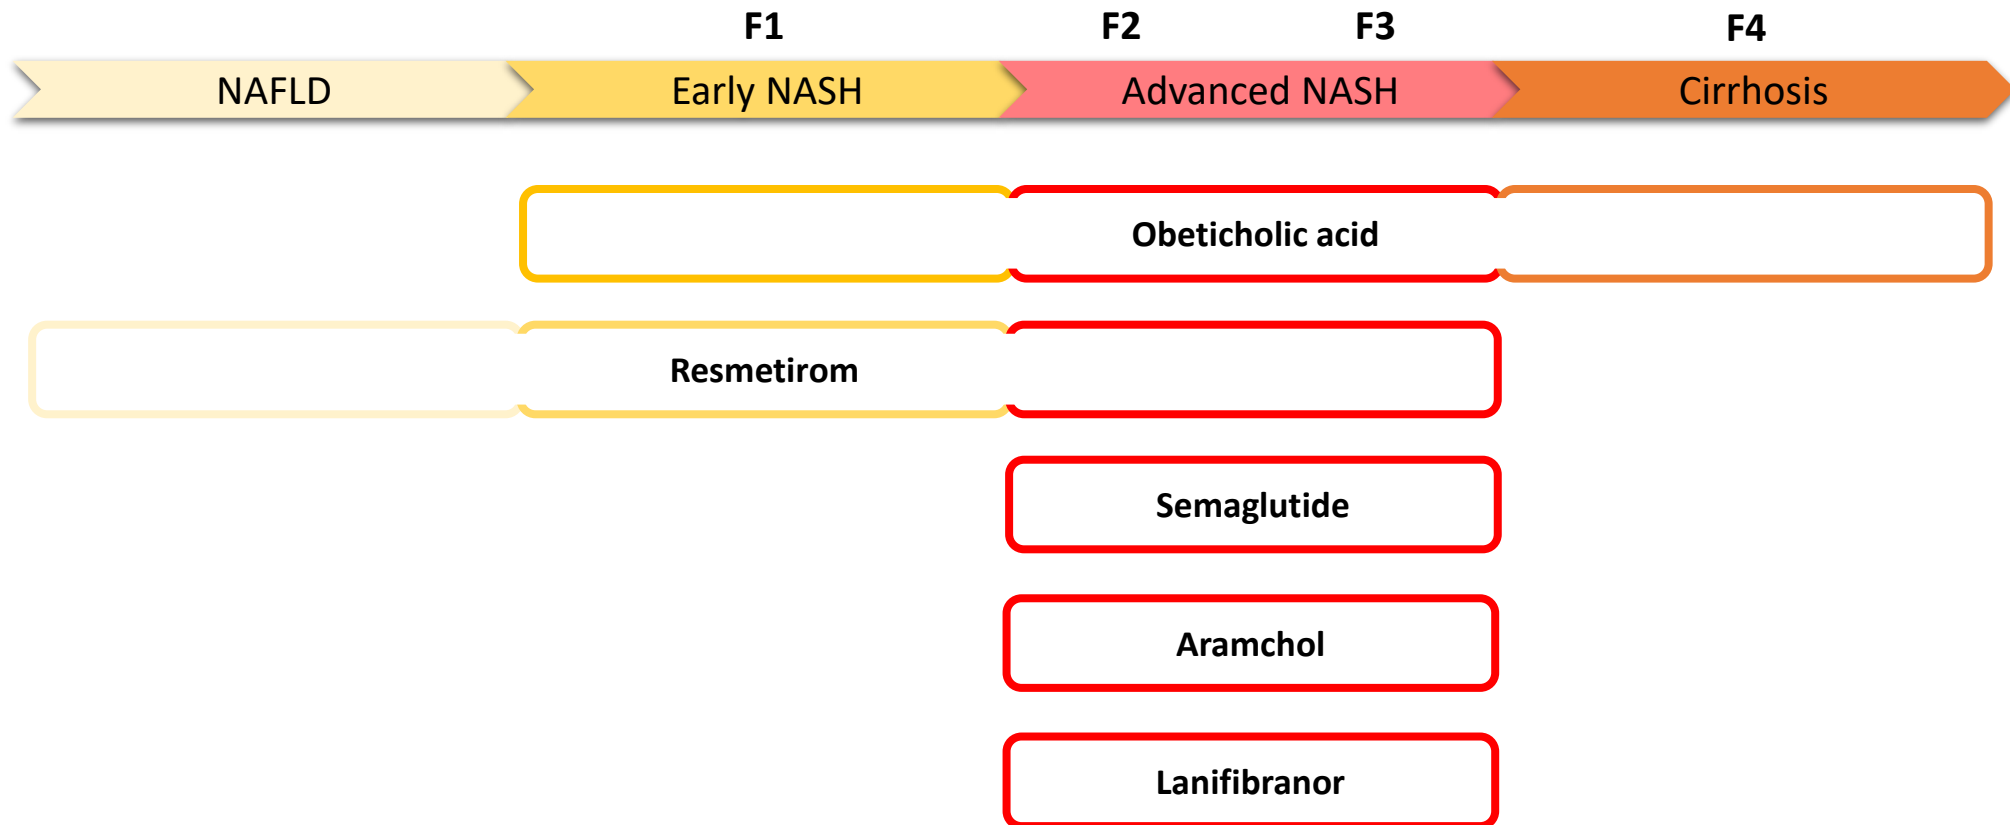 F1 F2 F3 F4
NAFLD Early NASH Advanced NASH Cirrhosis
Obeticholic acid
Resmetirom
Semaglutide
Aramchol
Lanifibranor